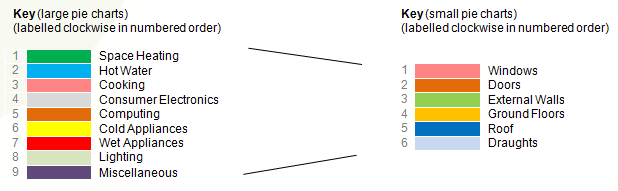 Key (large pie charts)
(labelled clockwise in numbered order)
1 Space Heating
2 Hot Water
3 Cooking
4 Consumer Electronics
5 Computing
6 Cold Appliances
7 Wet Appliances
8 Lighting
9 Miscellaneous
Key (small pie charts)
(labelled clockwise in numbered order)
1 Windows
2 Doors
3 External Walls
4 Ground Floors
5 Roof
6 Draughts